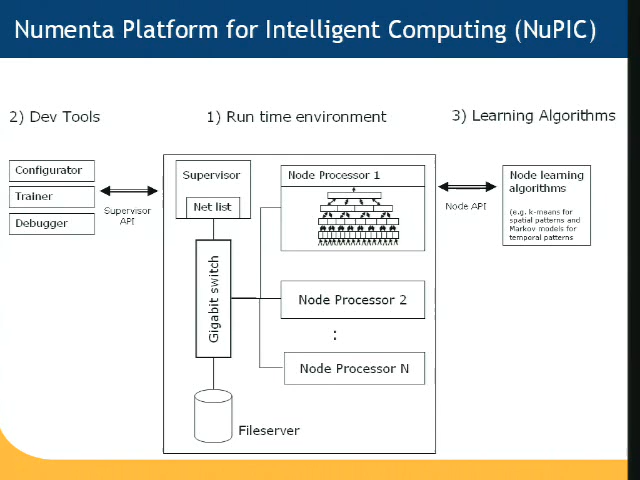 Numenta Platform for Intelligent Computing (NuPIC)
2) Dev Tools
1) Run time environment
3) Learning Algorithms
Configurator
Trainer
Debugger
Supervisor
API
Supervisor
Net list
Gigabit switch
Fileserver
Node Processor 1
Node Processor 2
:
Node Processor N
Node API
Node learning
algorithms
(e.g. k-means for
spatial patterns and
Markov models for
temporal patterns